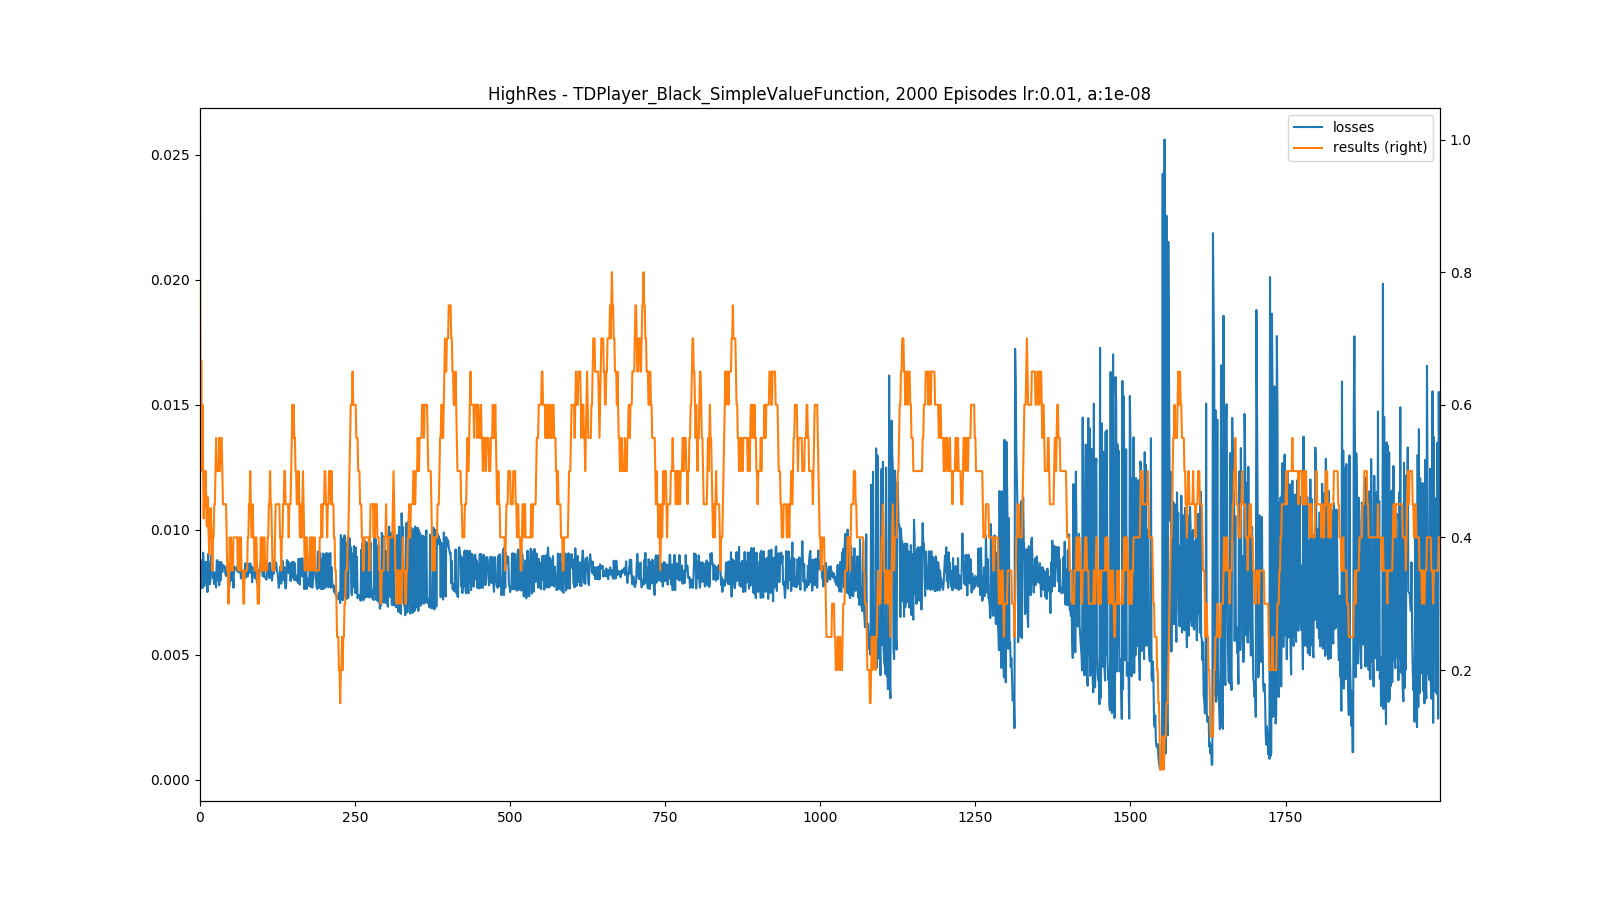 HighRes - TDPlayer_Black_SimpleValueFunction, 2000 Episodes lr:0.01, a:1e-08
losses
results (right)
0.025
0.020
0.015
0.010
0.005
0.000
1.0
0.8
0.6
0.4
0.2
0 250 500 750 1000 1250 1500 1750